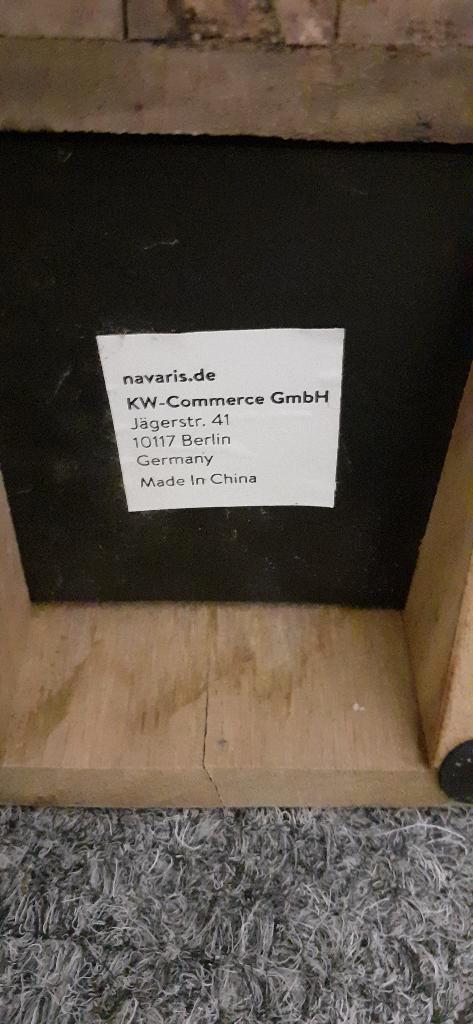 navaris.de
KW-Commerce GmbH
Jägerstr. 41
10117 Berlin
Germany
Made In China